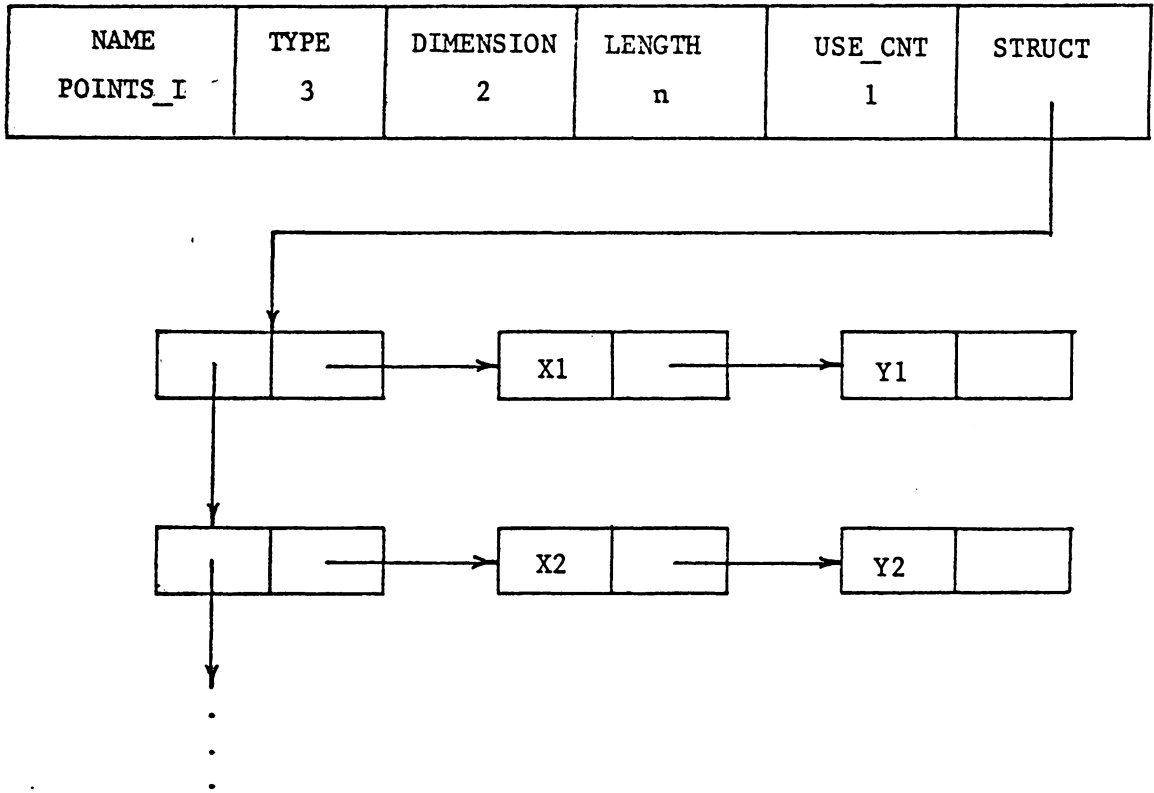 NAME TYPE DIMENSION LENGTH USE_CNT STRUCT
POINTS_I 3 2 n 1
X1 Y1
X2 Y2